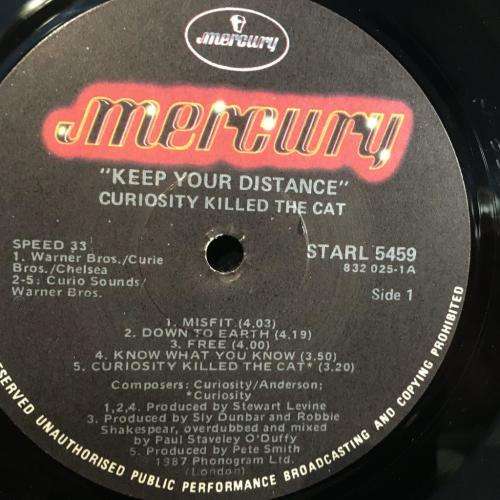 mercury
mercury
"KEEP YOUR DISTANCE"
CURIOSITY KILLED THE CAT
SPEED 33
1. Warner Bros./Curie
Bros./Chelsea
2-5: Curio Sounds/
Warner Bros.
STARL 5459
832 025-1A
Side 1
1. MISFIT (4.03)
2. DOWN TO EARTH (4.19)
3. FREE (4.00)
4. KNOW WHAT YOU KNOW (3.50)
5. CURIOSITY KILLED THE CAT* (3.20)
Composers: Curiosity/Anderson;
*Curiosity
1,2,4. Produced by Stewart Levine
3. Produced by Sly Dunbar and Robbie
Shakespear, overdubbed and mixed
by Paul Staveley O'Duffy
5. Produced by Pete Smith
1987 Phonogram Ltd.
(London)
UNAUTHORISED PUBLIC PERFORMANCE BROADCASTING AND COPYING PROHIBITED